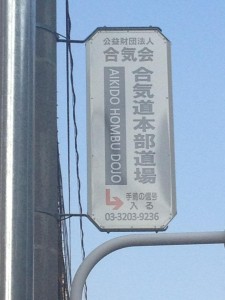 公益財団法人
合気会
合気道本部道場
AIKIDO HOMBU DOJO
手前の信号
入る
03-3203-9236